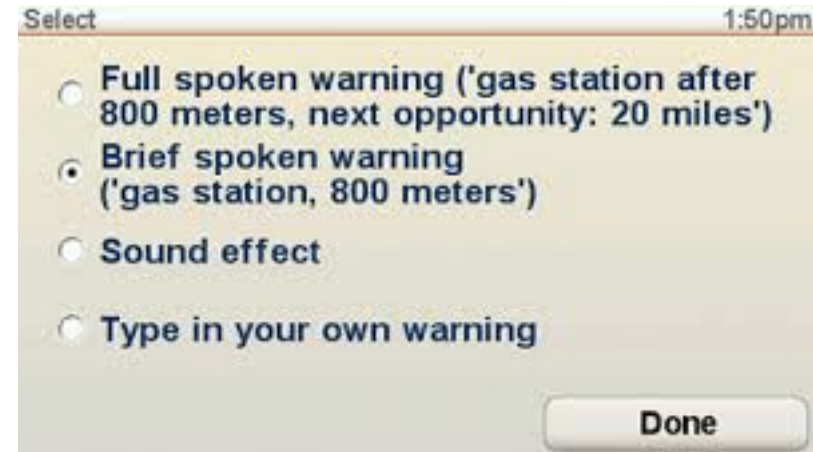 Select 1:50pm
Full spoken warning ('gas station after
800 meters, next opportunity: 20 miles')
Brief spoken warning
('gas station, 800 meters')
Sound effect
Type in your own warning
Done